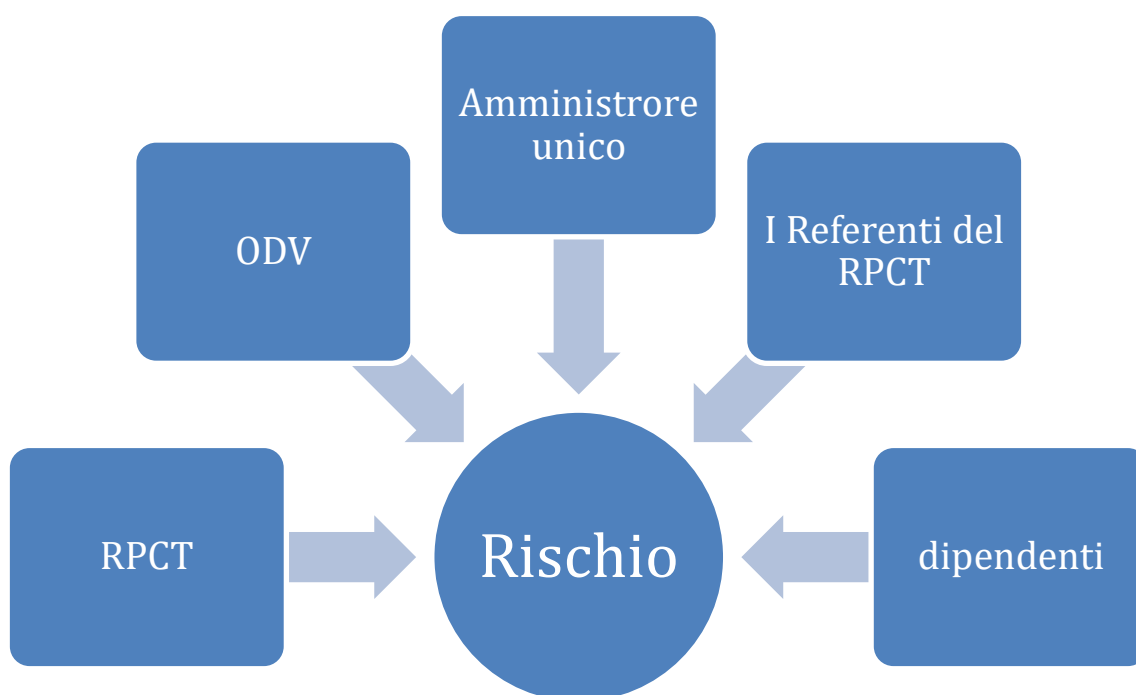 Amministrore
unico
ODV
I Referenti del
RPCT
RPCT
Rischio
dipendenti